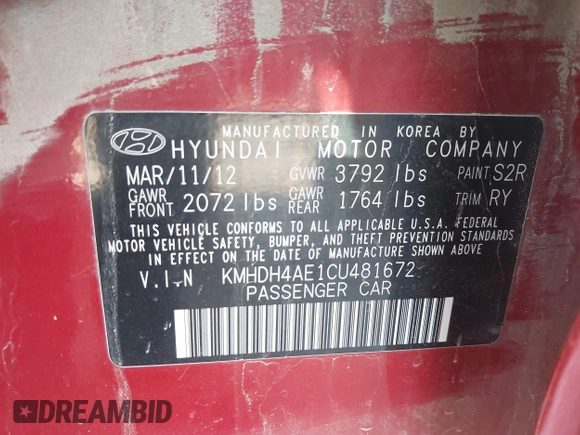 MANUFACTURED IN KOREA BY
HYUNDAI MOTOR COMPANY
MAR/11/12 GVWR 3792 lbs PAINT S2R
GAWR FRONT 2072 lbs GAWR REAR 1764 lbs TRIM RY
THIS VEHICLE CONFORMS TO ALL APPLICABLE U.S.A. FEDERAL
MOTOR VEHICLE SAFETY, BUMPER, AND THEFT PREVENTION STANDARDS
IN EFFECT ON THE DATE OF MANUFACTURE SHOWN ABOVE
V.I.N KMHDH4AE1CU481672
PASSENGER CAR
DREAMBID